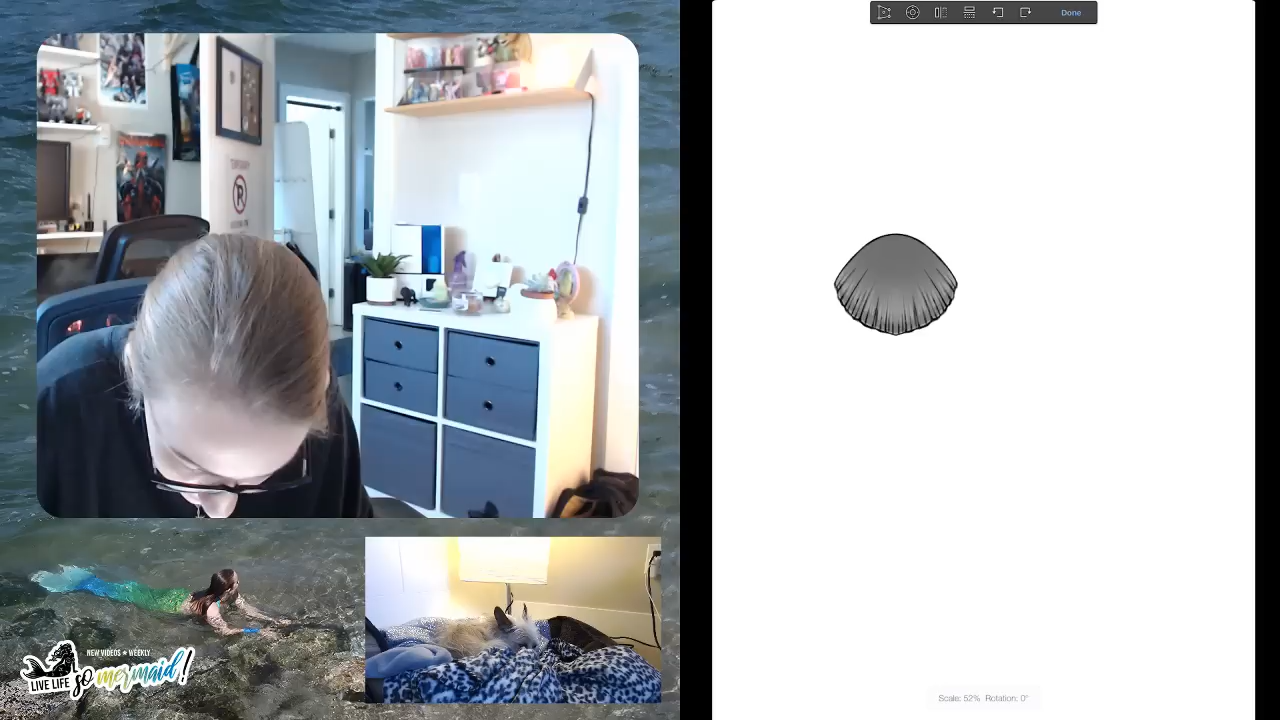 Done
NEW VIDEOS ★ WEEKLY
LIVE LIFE so mermaid!
Scale: 52% Rotation: 0°